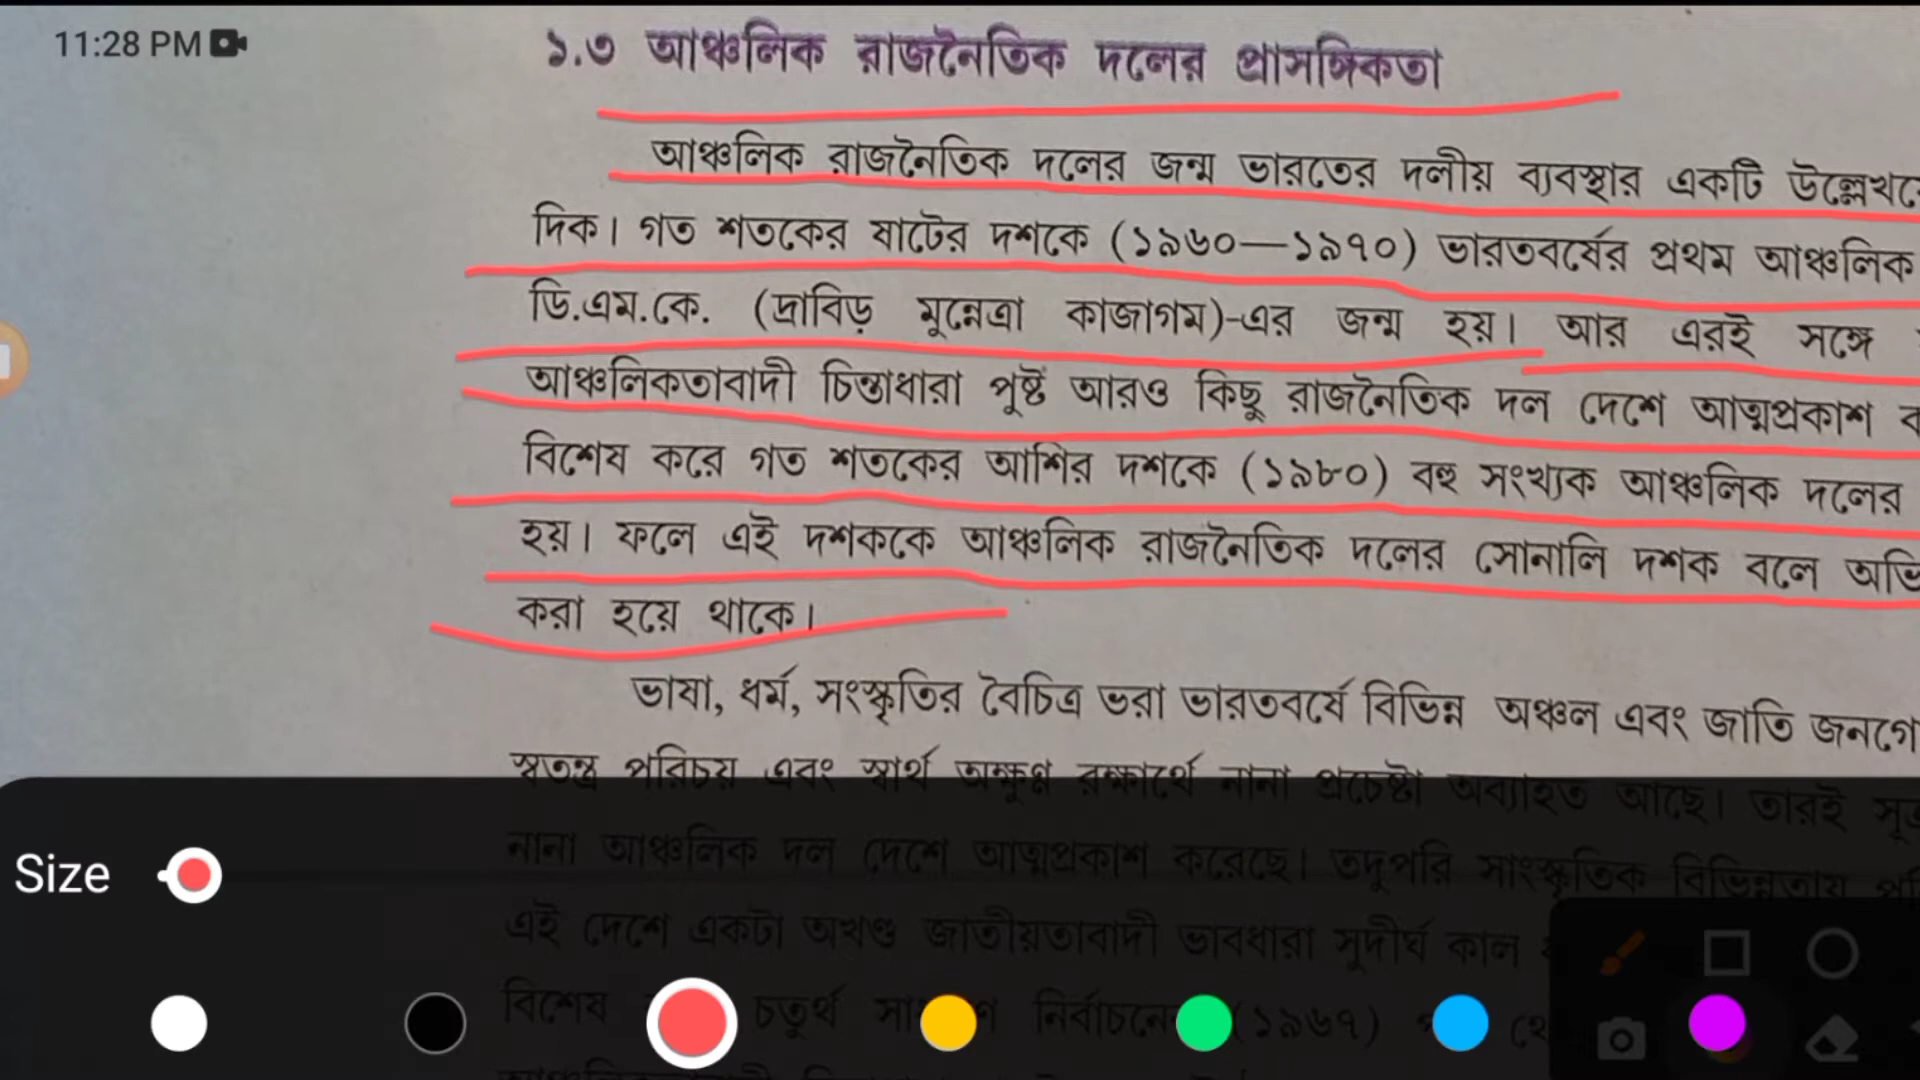 11:28 PM
১.৩ আঞ্চলিক রাজনৈতিক দলের প্রাসঙ্গিকতা
আঞ্চলিক রাজনৈতিক দলের জন্ম ভারতের দলীয় ব্যবস্থার একটি
দিক। গত শতকের ষাটের দশকে (১৯৬০—১৯৭০) ভারতবর্ষের প্রথম আঞ্চলিক
ডি.এম.কে. (দ্রাবিড় মুন্নেত্রা কাজাগম)-এর জন্ম হয়। আর এরই সঙ্গে
আঞ্চলিকতাবাদী চিন্তাধারা পুষ্ট আরও কিছু রাজনৈতিক দল দেশে আত্মপ্রকাশ
বিশেষ করে গত শতকের আশির দশকে (১৯৮০) বহু সংখ্যক আঞ্চলিক দলের
হয়। ফলে এই দশককে আঞ্চলিক রাজনৈতিক দলের সোনালি দশক বলে
করা হয়ে থাকে।
ভাষা, ধর্ম, সংস্কৃতির বৈচিত্র ভরা ভারতবর্ষে বিভিন্ন অঞ্চল এবং জাতি
স্বতন্ত্র পরিচয় এবং স্বার্থ অক্ষুণ্ণ রক্ষার্থে নানা প্রচেষ্টা অব্যাহত আছে। তারই
নানা আঞ্চলিক দল দেশে আত্মপ্রকাশ করেছে। তদুপরি সাংস্কৃতিক বিভিন্নতায়
এই দেশে একটা অখণ্ড জাতীয়তাবাদী ভাবধারা সুদীর্ঘ কাল
বিশেষ চতুর্থ (১৯৬৭)
Size